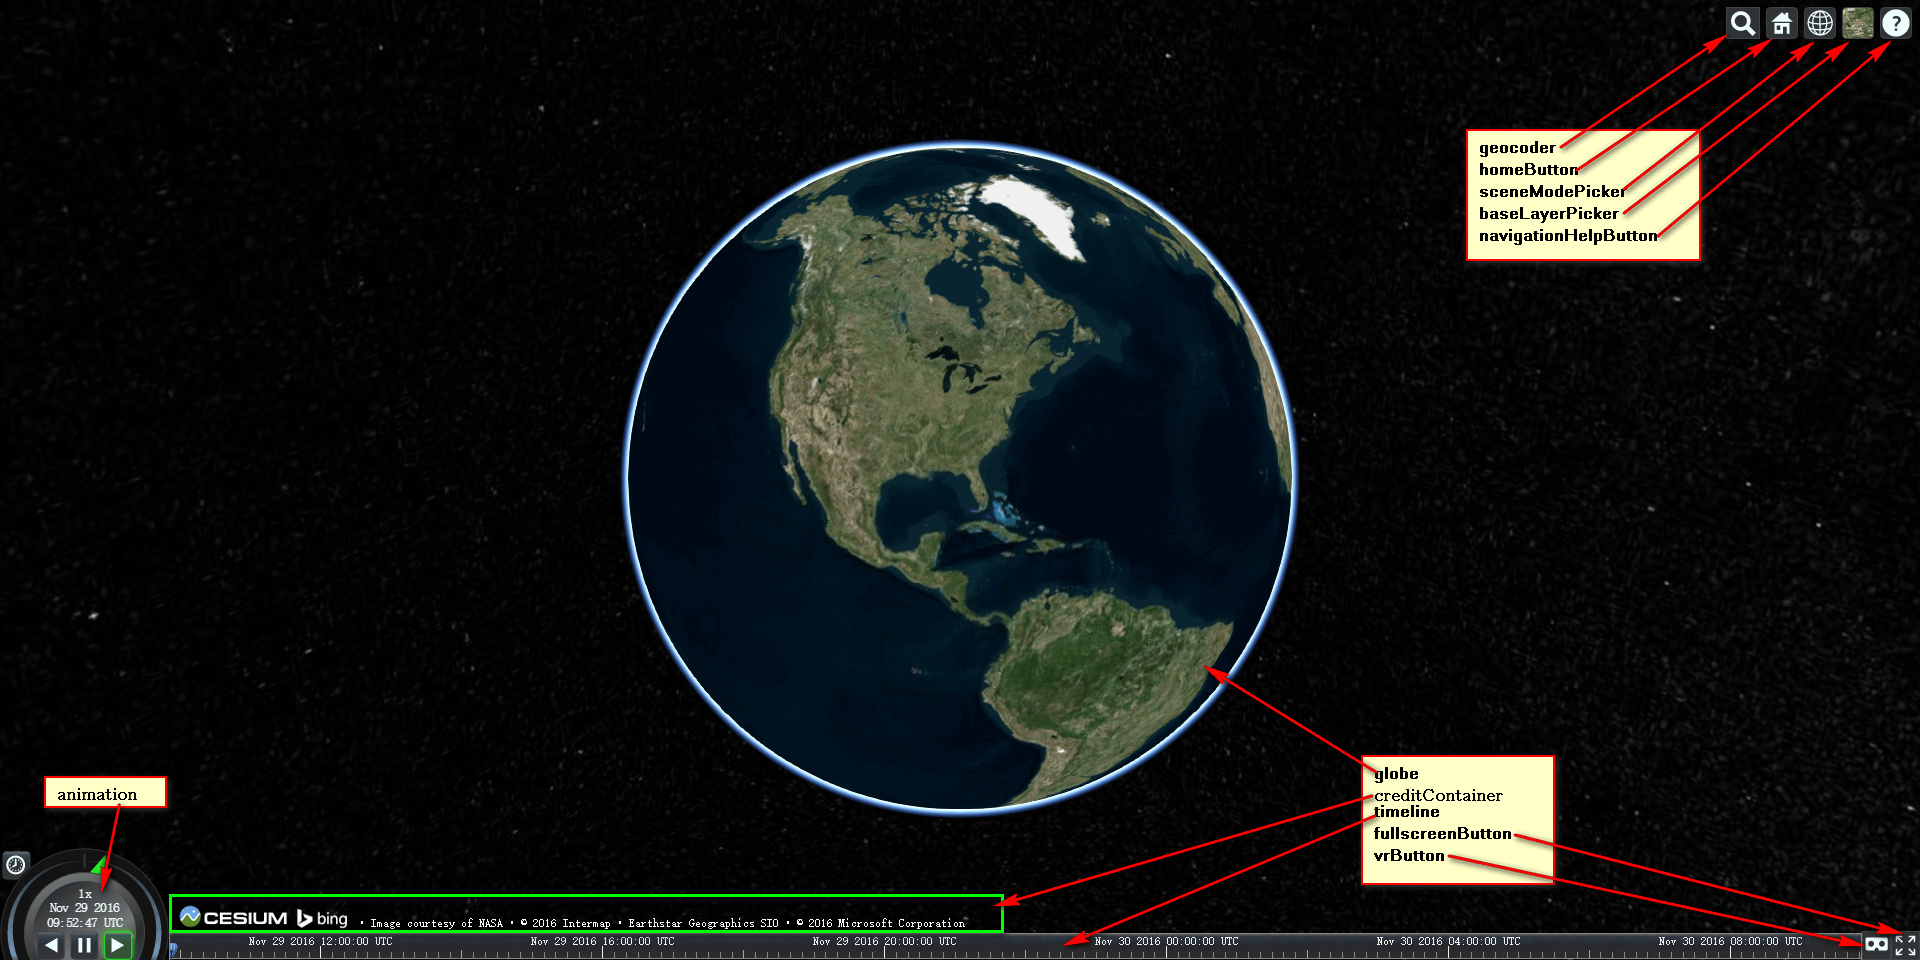 ?
geocoder
homeButton
sceneModePicker
baseLayerPicker
navigationHelpButton
globe
creditContainer
timeline
fullscreenButton
vrButton
animation
1x
Nov 29 2016
09:52:47 UTC
CESIUM bing • Image courtesy of NASA • © 2016 Intermap • Earthstar Geographics SIO • © 2016 Microsoft Corporation
Nov 29 2016 12:00:00 UTC Nov 29 2016 16:00:00 UTC Nov 29 2016 20:00:00 UTC Nov 30 2016 00:00:00 UTC Nov 30 2016 04:00:00 UTC Nov 30 2016 08:00:00 UTC